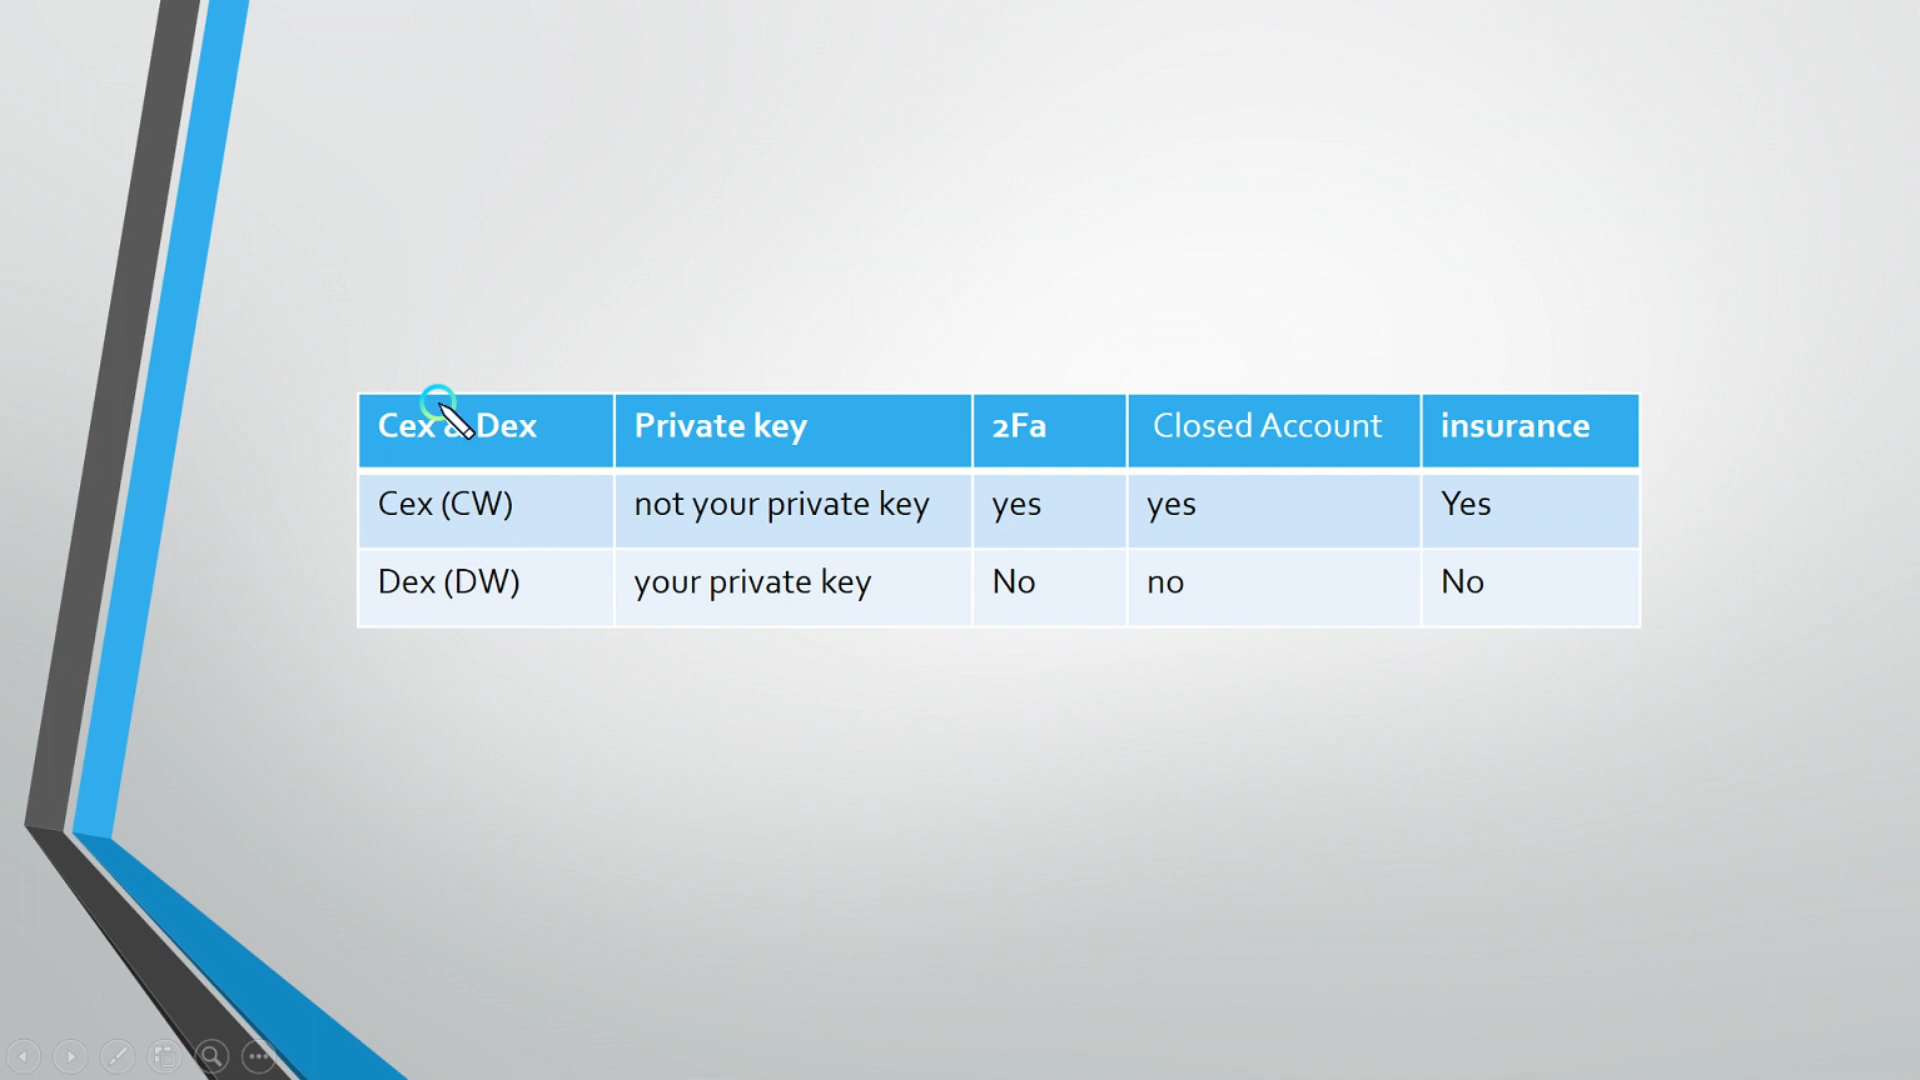 Cex & Dex Private key 2Fa Closed Account insurance
Cex (CW) not your private key yes yes Yes
Dex (DW) your private key No no No